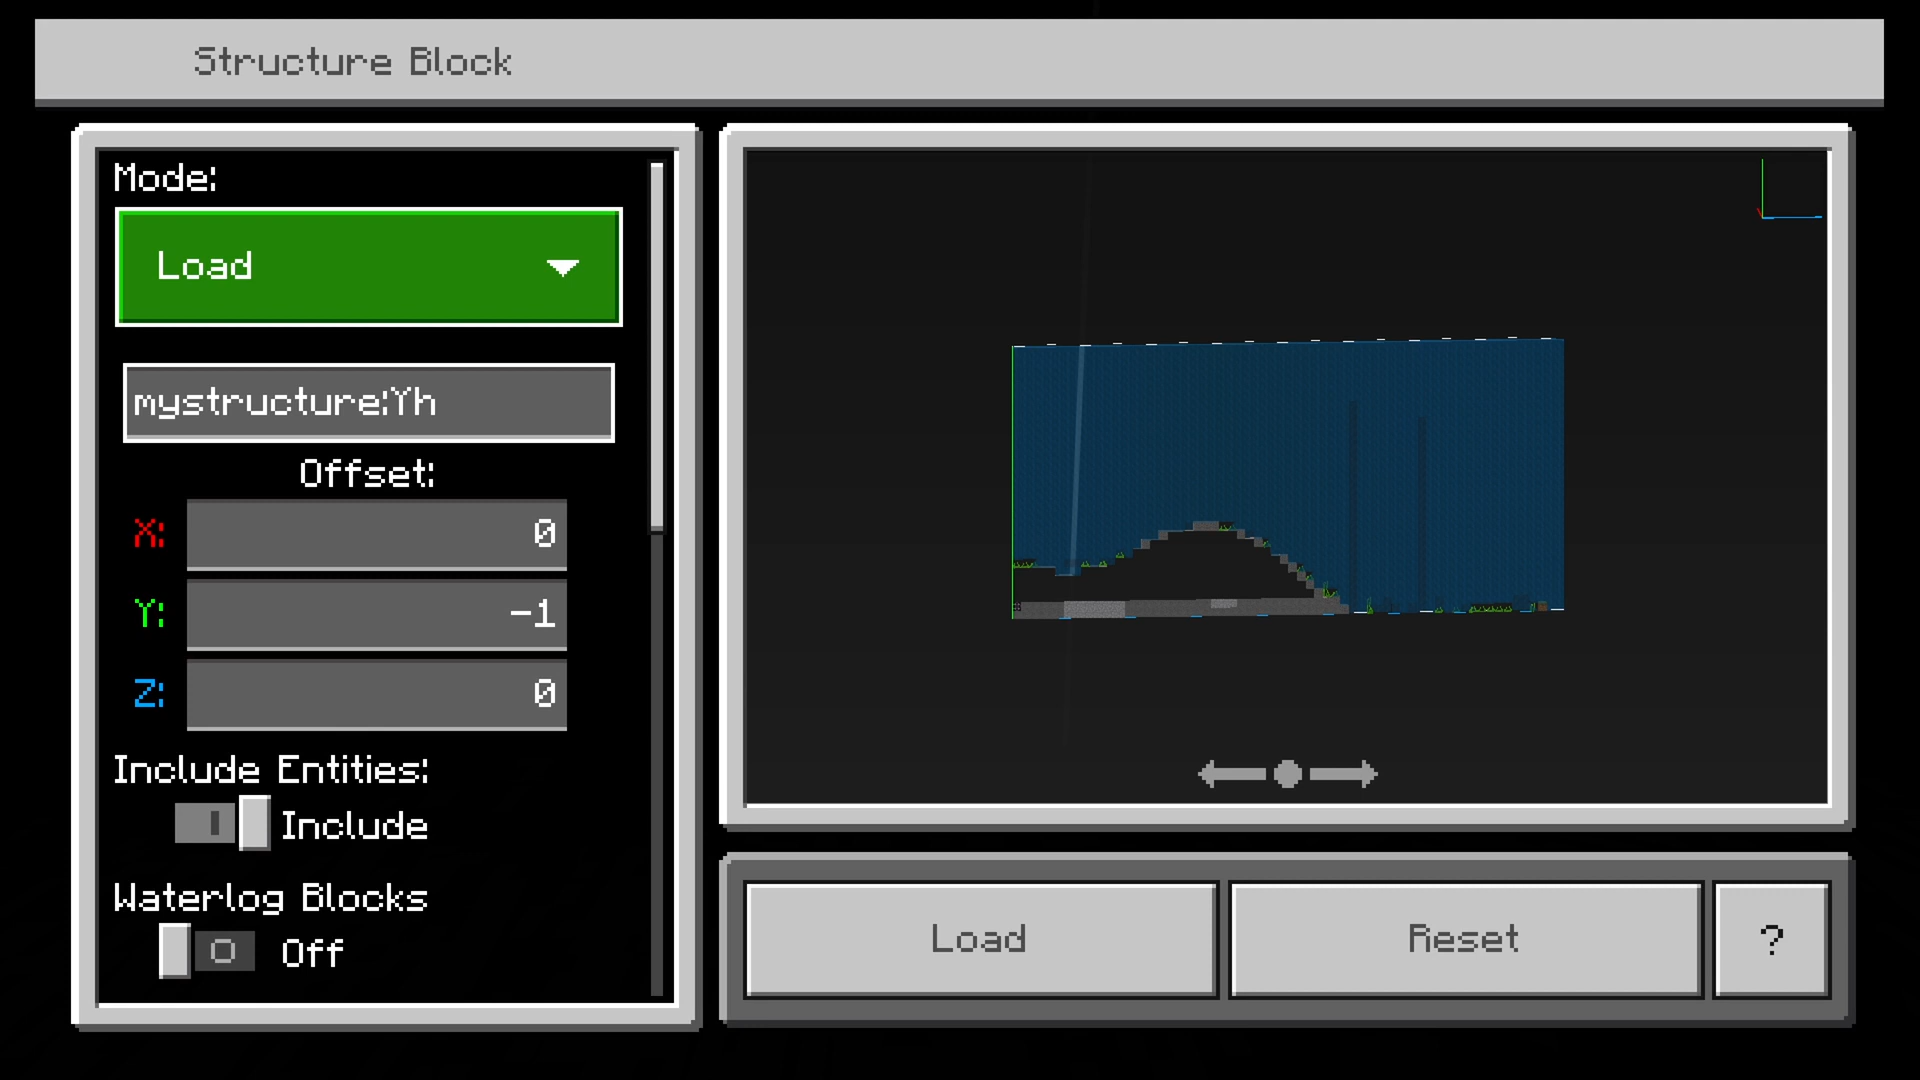 Structure Block
Mode:
Load
mystructure:Yh
Offset:
X: 0
Y: -1
Z: 0
Include Entities:
Include
Waterlog Blocks
Off
Load
Reset
?